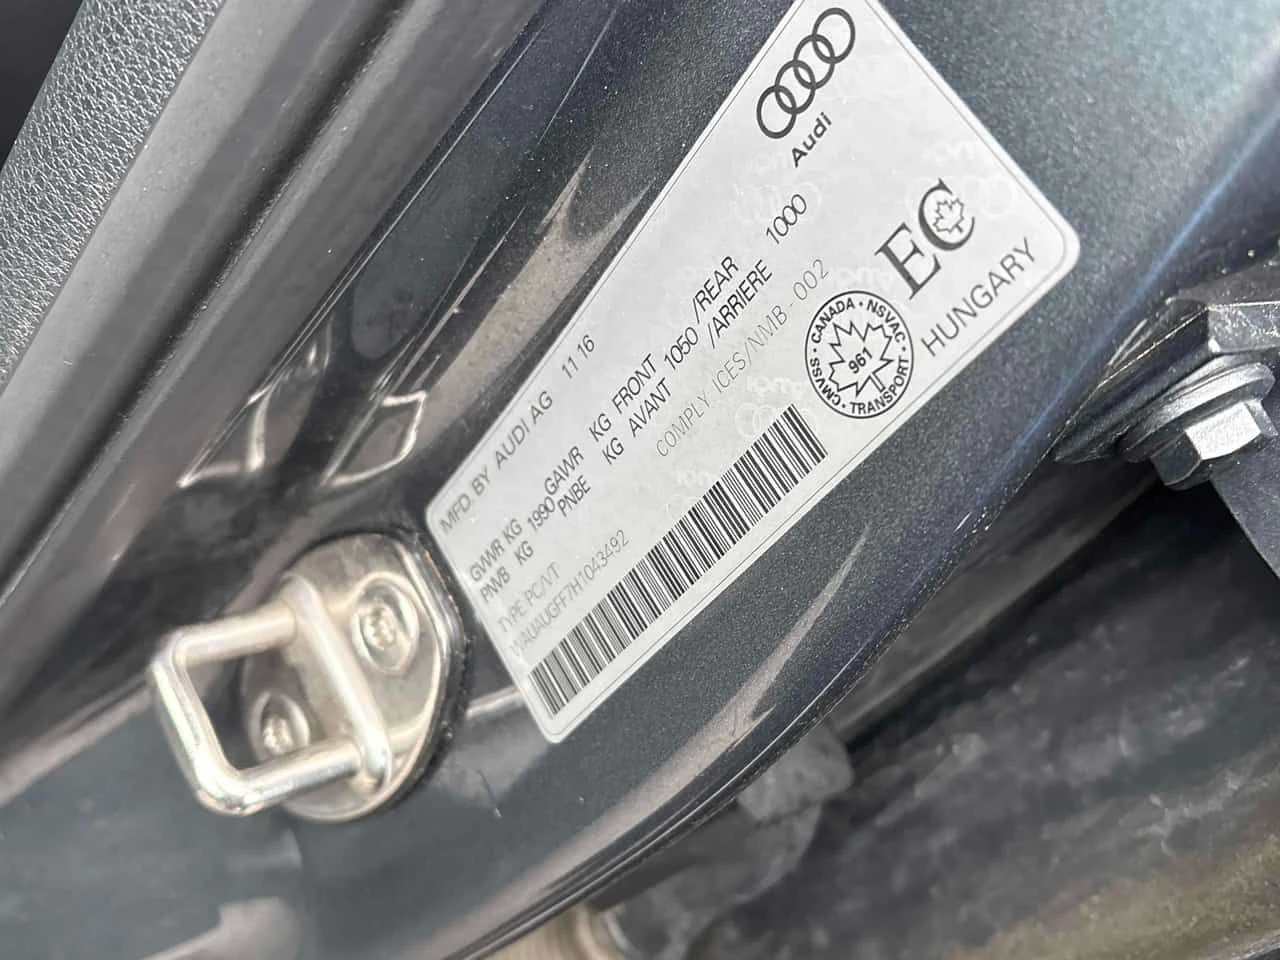 Audi
MFD BY AUDI AG 11 16
GVWR KG GAWR KG FRONT /REAR
PNVB KG 1990 PNBE KG AVANT 1050 /ARRIERE 1000
TYPE PC/VT COMPLY ICES/NMB-002
WAUAUGFF7H1043492
CANADA · NSVAC · TRANSPORT · CMVSS ·
961
EC
HUNGARY